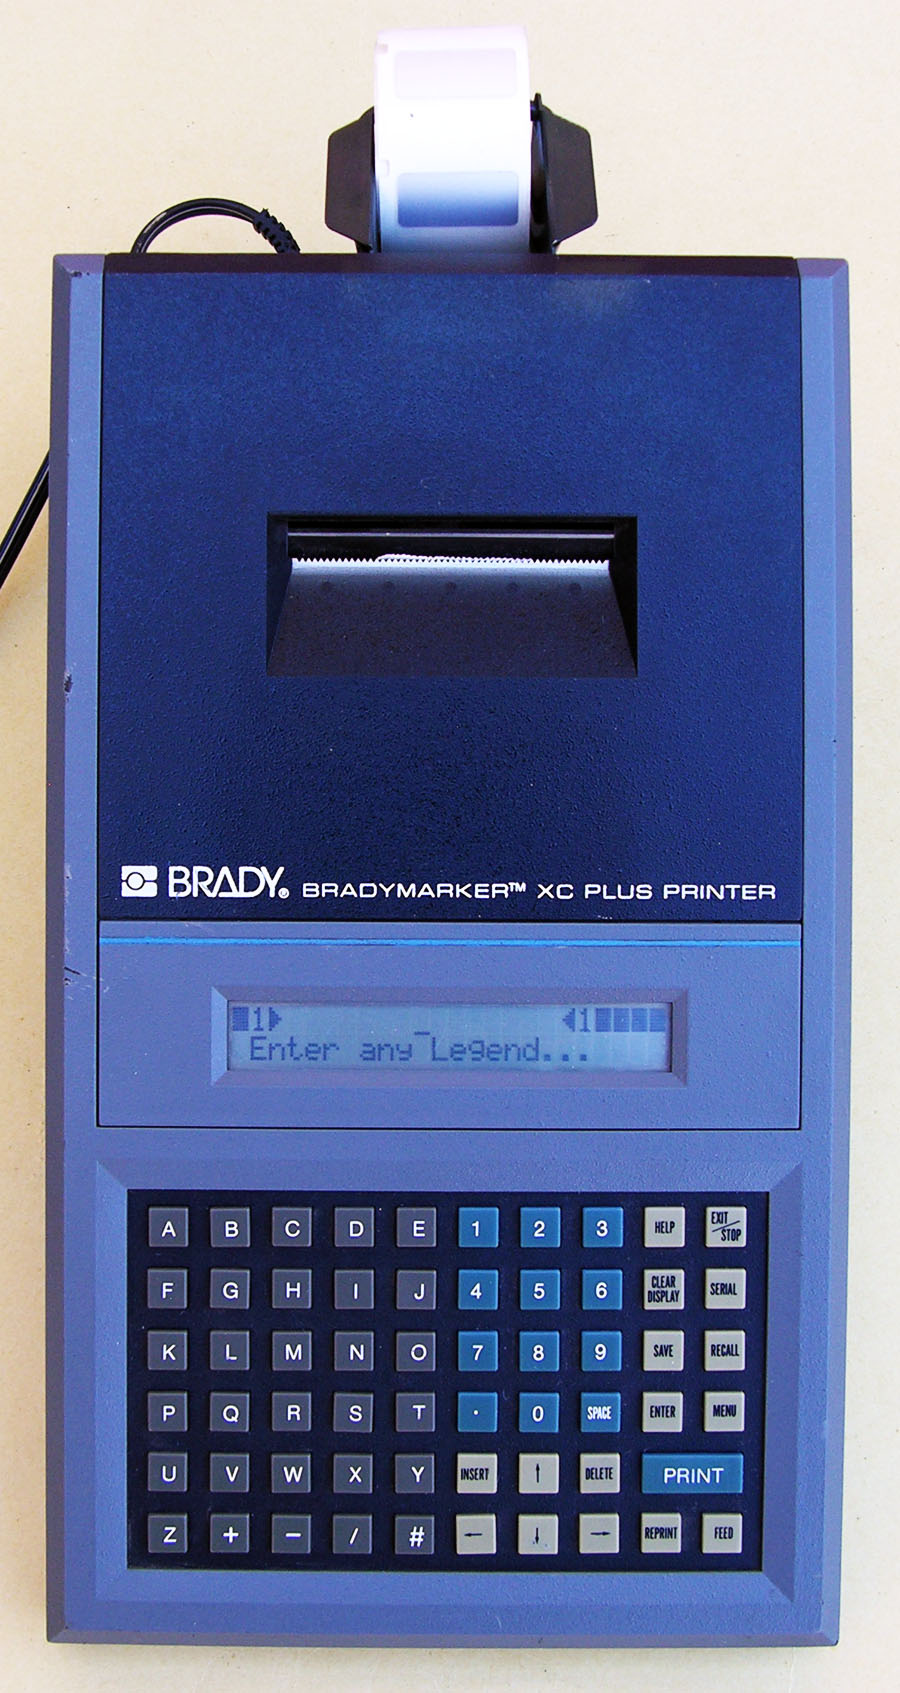 BRADY® BRADYMARKER™ XC PLUS PRINTER
1 1
Enter any Legend...
A B C D E 1 2 3 HELP EXIT/STOP
F G H I J 4 5 6 CLEAR DISPLAY SERIAL
K L M N O 7 8 9 SAVE RECALL
P Q R S T . 0 SPACE ENTER MENU
U V W X Y INSERT ↑ DELETE PRINT
Z + - / # ← ↓ → REPRINT FEED